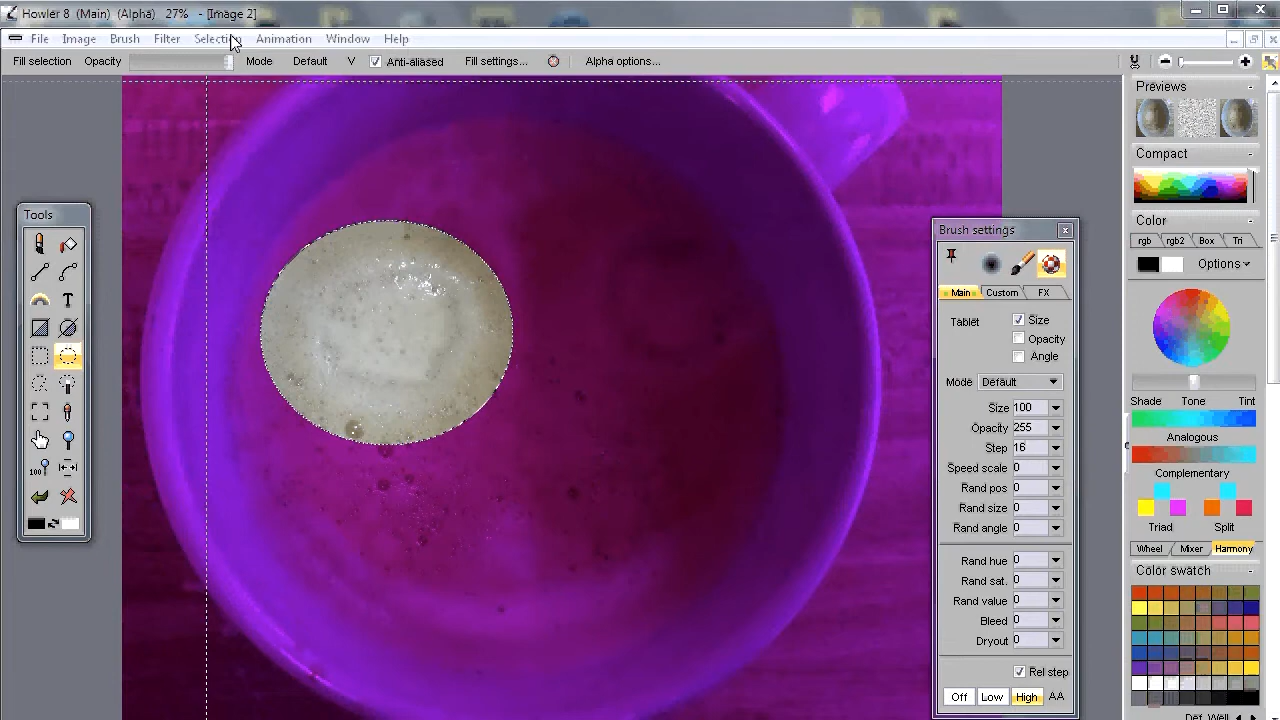 Howler 8 (Main) (Alpha) 27% - [Image 2]
File Image Brush Filter Selection Animation Window Help
Fill selection Opacity Mode Default V Anti-aliased Fill settings... Alpha options...
Previews
Compact
Color
rgb rgb2 Box Tri
Options
Shade Tone Tint
Analogous
Complementary
Triad Split
Wheel Mixer Harmony
Color swatch
Def. Well
Tools
T
100
Brush settings
Main Custom FX
Tablet Size
Opacity
Angle
Mode Default
Size 100
Opacity 255
Step 16
Speed scale 0
Rand pos 0
Rand size 0
Rand angle 0
Rand hue 0
Rand sat. 0
Rand value 0
Bleed 0
Dryout 0
Rel step
Off Low High AA